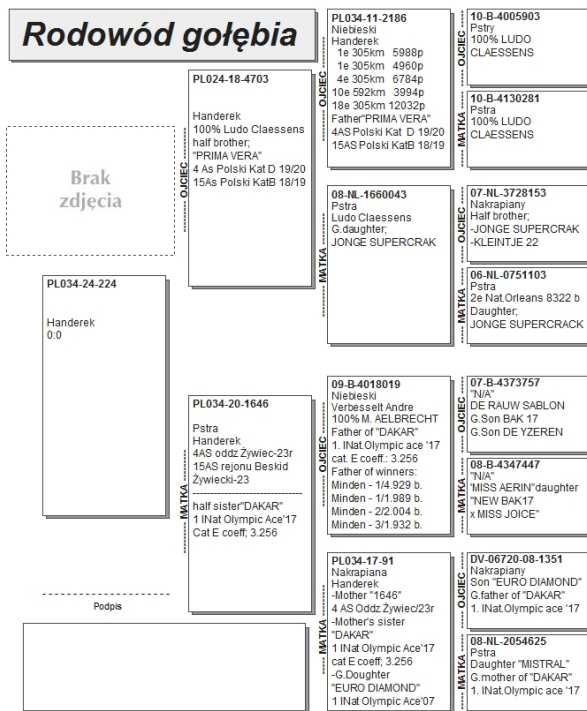 Rodowód gołębia
Brak
zdjęcia
PL034-24-224
Handerek
0:0
Podpis
OJCIEC
PL024-18-4703
Handerek
100% Ludo Claessens
half brother;
"PRIMA VERA"
4 As Polski Kat D 19/20
15As Polski KatB 18/19
MATKA
PL034-20-1646
Pstra
Handerek
4AS oddz Żywiec-23r
15AS rejonu Beskid
Żywiecki-23
------------------------------
half sister"DAKAR"
1 INat Olympic Ace'17
Cat E coeff; 3.256
OJCIEC
PL034-11-2186
Niebieski
Handerek
1e 305km 5988p
1e 305km 4960p
4e 305km 6784p
10e 592km 3994p
18e 305km 12032p
Father"PRIMA VERA"
4AS Polski Kat D 19/20
15AS Polski KatB 18/19
MATKA
08-NL-1660043
Pstra
Ludo Claessens
G.daughter;
JONGE SUPERCRAK
OJCIEC
09-B-4018019
Niebieski
Verbesselt Andre
100% M. AELBRECHT
Father of "DAKAR"
1. INat.Olympic ace '17
cat. E coeff.: 3.256
Father of winners:
Minden - 1/4.929 b.
Minden - 1/1.989 b.
Minden - 2/2.004 b.
Minden - 3/1.932 b.
MATKA
PL034-17-91
Nakrapiana
Handerek
-Mother "1646"
4 AS Oddz Żywiec/23r
-Mother's sister
"DAKAR"
1 INat Olympic Ace'17
cat E coeff; 3.256
-G.Doughter
"EURO DIAMOND"
1 INat Olympic Ace'07
OJCIEC
10-B-4005903
Pstry
100% LUDO
CLAESSENS
MATKA
10-B-4130281
Pstra
100% LUDO
CLAESSENS
OJCIEC
07-NL-3728153
Nakrapiany
Half brother;
-JONGE SUPERCRAK
-KLEINTJE 22
MATKA
06-NL-0751103
Pstra
2e Nat.Orleans 8322 b
Daughter;
JONGE SUPERCRACK
OJCIEC
07-B-4373757
"N/A"
DE RAUW SABLON
G.Son BAK 17
G.Son DE YZEREN
MATKA
08-B-4347447
"N/A"
'MISS AERIN"daughter
"NEW BAK17
x MISS JOICE"
OJCIEC
DV-06720-08-1351
Nakrapiany
Son "EURO DIAMOND"
G.father of "DAKAR"
1. INat.Olympic ace '17
MATKA
08-NL-2054625
Pstra
Daughter "MISTRAL"
G.mother of "DAKAR"
1. INat.Olympic ace '17